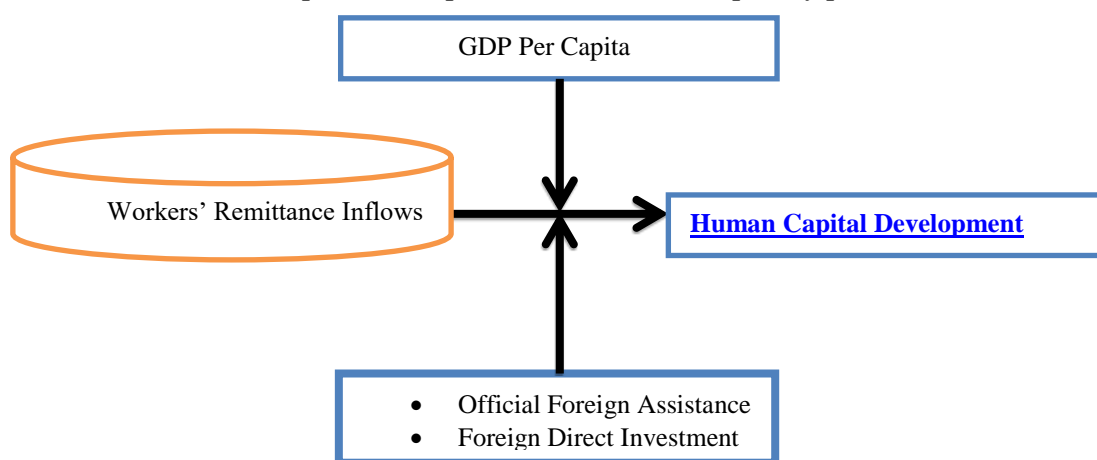 GDP Per Capita
Workers’ Remittance Inflows
Human Capital Development
• Official Foreign Assistance
• Foreign Direct Investment